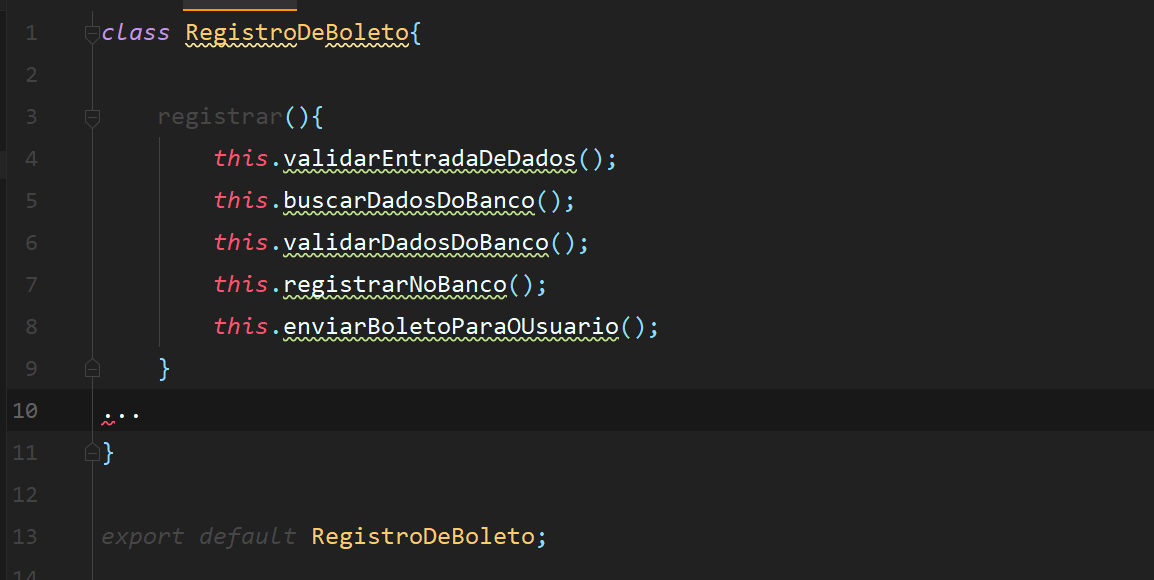 1 class RegistroDeBoleto{
2
3 registrar(){
4 this.validarEntradaDeDados();
5 this.buscarDadosDoBanco();
6 this.validarDadosDoBanco();
7 this.registrarNoBanco();
8 this.enviarBoletoParaOUsuario();
9 }
10 ...
11 }
12
13 export default RegistroDeBoleto;
14